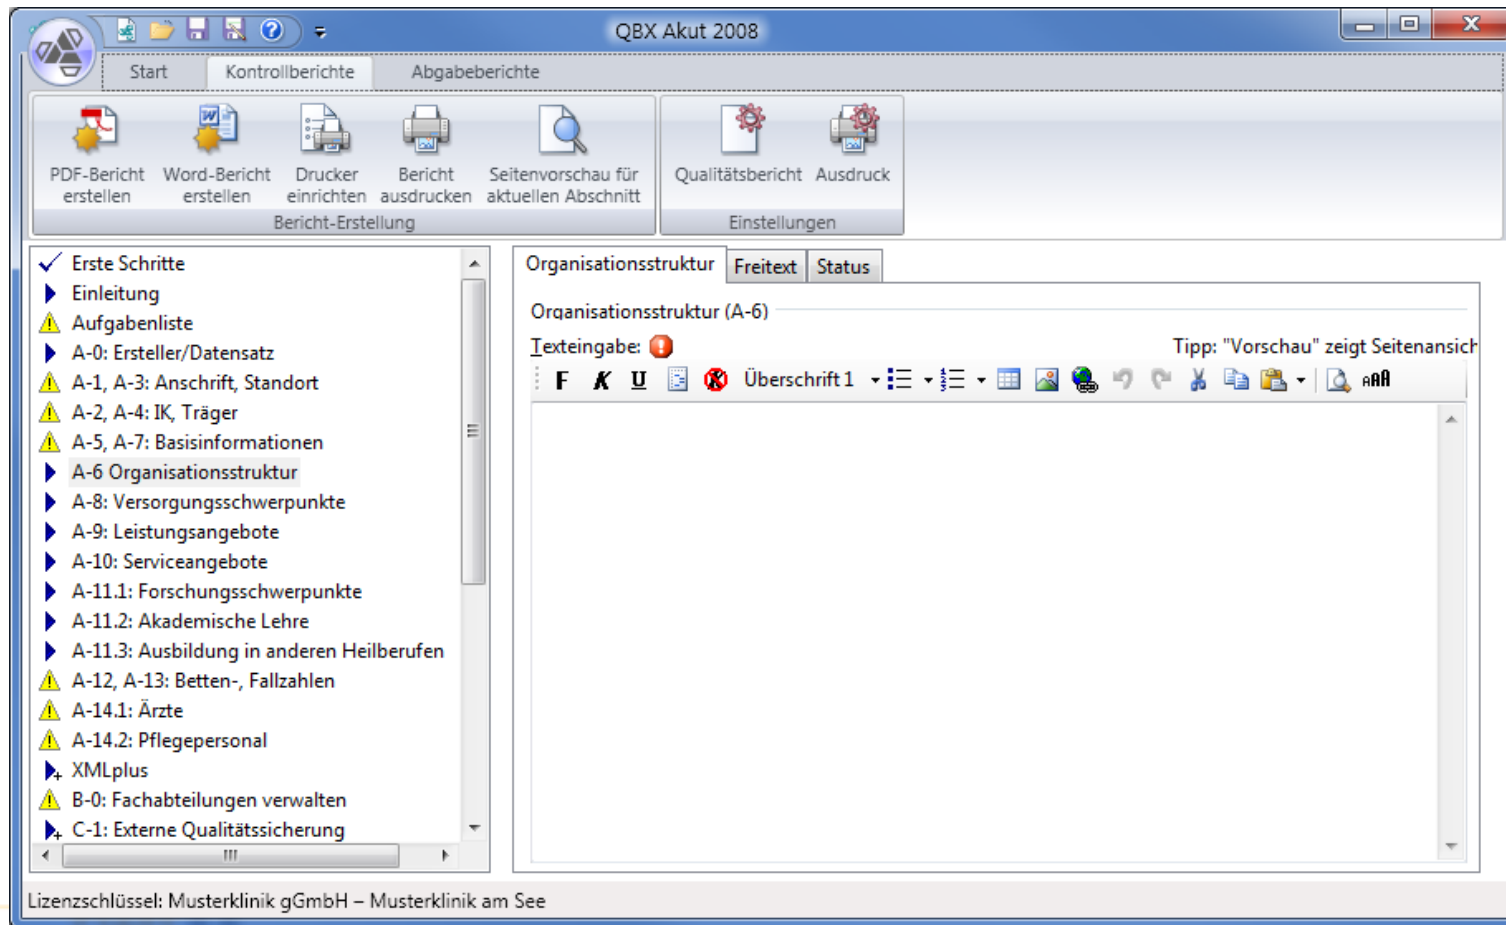 QBX Akut 2008
Start Kontrollberichte Abgabeberichte
PDF-Bericht erstellen
Word-Bericht erstellen
Drucker einrichten
Bericht ausdrucken
Seitenvorschau für aktuellen Abschnitt
Bericht-Erstellung
Qualitätsbericht
Ausdruck
Einstellungen
Erste Schritte
Einleitung
Aufgabenliste
A-0: Ersteller/Datensatz
A-1, A-3: Anschrift, Standort
A-2, A-4: IK, Träger
A-5, A-7: Basisinformationen
A-6 Organisationsstruktur
A-8: Versorgungsschwerpunkte
A-9: Leistungsangebote
A-10: Serviceangebote
A-11.1: Forschungsschwerpunkte
A-11.2: Akademische Lehre
A-11.3: Ausbildung in anderen Heilberufen
A-12, A-13: Betten-, Fallzahlen
A-14.1: Ärzte
A-14.2: Pflegepersonal
XMLplus
B-0: Fachabteilungen verwalten
C-1: Externe Qualitätssicherung
Organisationsstruktur Freitext Status
Organisationsstruktur (A-6)
Texteingabe: Tipp: "Vorschau" zeigt Seitenansich
F K U Überschrift 1 AAA
Lizenzschlüssel: Musterklinik gGmbH – Musterklinik am See